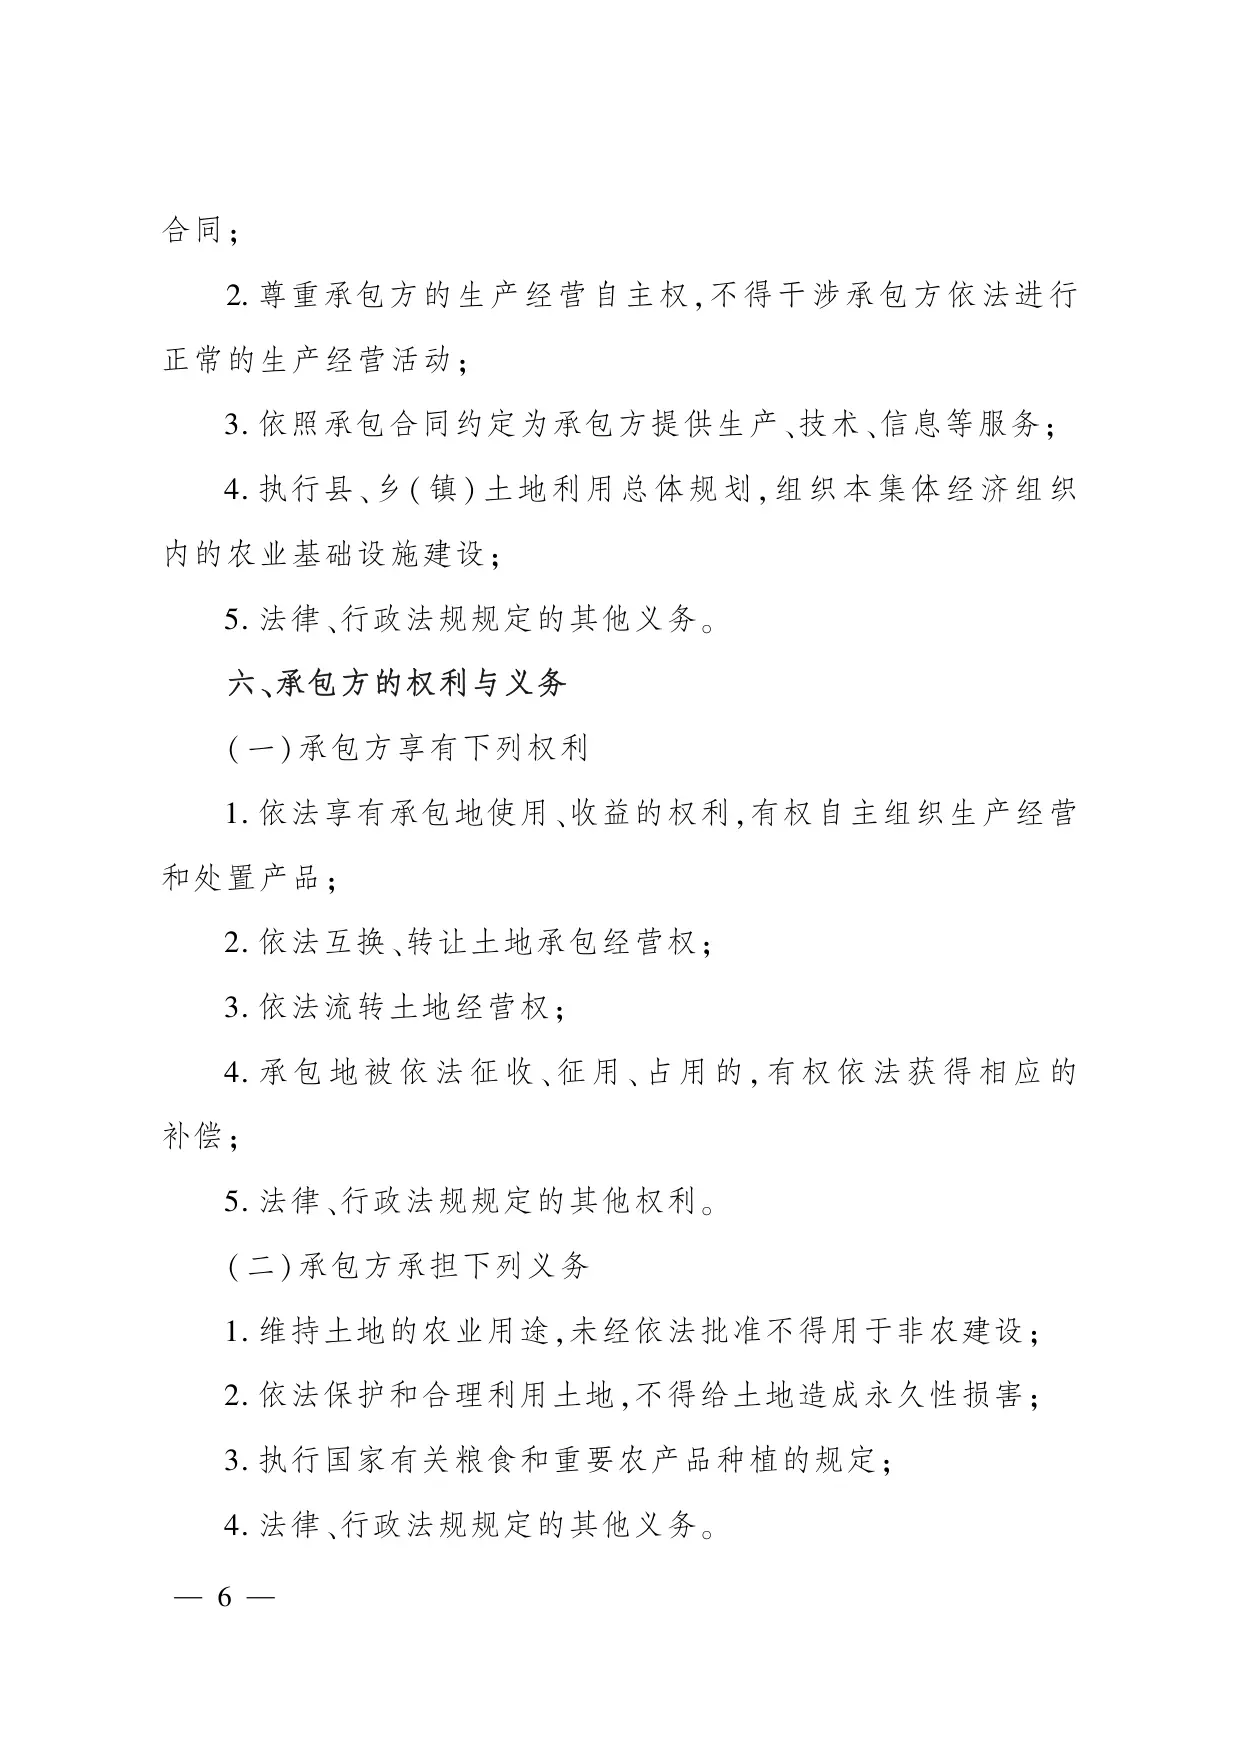 合同;
2. 尊重承包方的生产经营自主权,不得干涉承包方依法进行
正常的生产经营活动;
3. 依照承包合同约定为承包方提供生产、技术、信息等服务;
4. 执行县、乡(镇)土地利用总体规划,组织本集体经济组织
内的农业基础设施建设;
5. 法律、行政法规规定的其他义务。
六、承包方的权利与义务
(一)承包方享有下列权利
1. 依法享有承包地使用、收益的权利,有权自主组织生产经营
和处置产品;
2. 依法互换、转让土地承包经营权;
3. 依法流转土地经营权;
4. 承包地被依法征收、征用、占用的,有权依法获得相应的
补偿;
5. 法律、行政法规规定的其他权利。
(二)承包方承担下列义务
1. 维持土地的农业用途,未经依法批准不得用于非农建设;
2. 依法保护和合理利用土地,不得给土地造成永久性损害;
3. 执行国家有关粮食和重要农产品种植的规定;
4. 法律、行政法规规定的其他义务。
— 6 —